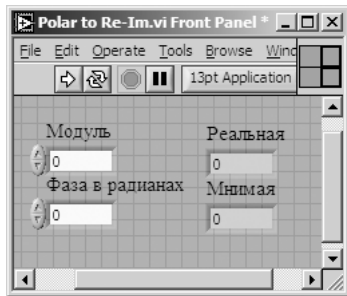 Polar to Re-Im.vi Front Panel *
File Edit Operate Tools Browse Wind
13pt Application
Модуль Реальная
0 0
Фаза в радианах Мнимая
0 0